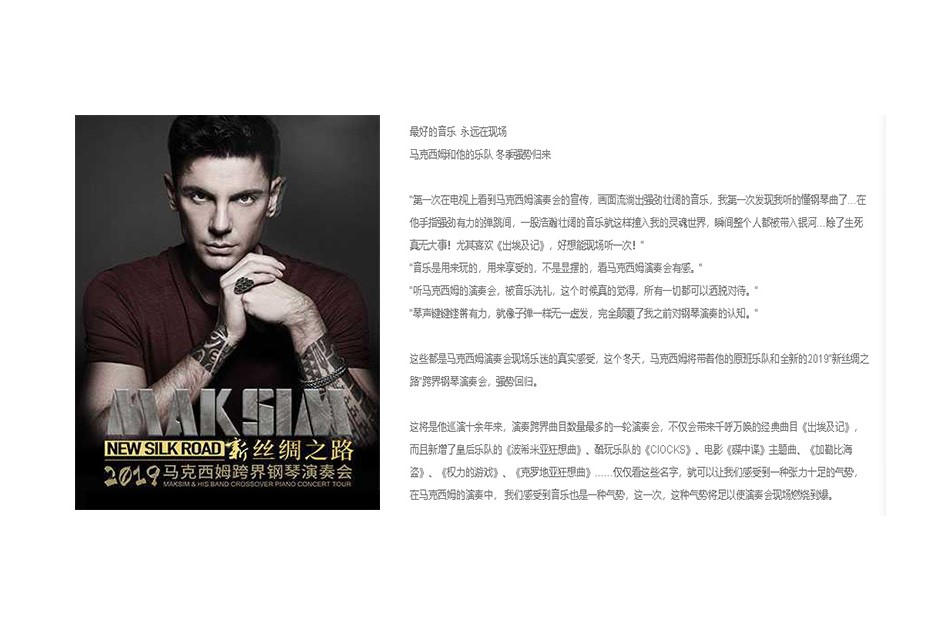 MAKSIM
NEW SILK ROAD 新丝绸之路
2019 马克西姆跨界钢琴演奏会
MAKSIM & HIS BAND CROSSOVER PIANO CONCERT TOUR
最好的音乐 永远在现场
马克西姆和他的乐队 冬季强势归来
"第一次在电视上看到马克西姆演奏会的宣传，画面流淌出强劲壮阔的音乐，我第一次发现我听的懂钢琴曲了...在
他手指强劲有力的弹跳间，一股浩瀚壮阔的音乐就这样撞入我的灵魂世界，瞬间整个人都被带入银河...除了生死
真无大事！尤其喜欢《出埃及记》，好想能现场听一次！"
"音乐是用来玩的，用来享受的，不是显摆的，看马克西姆演奏会有感。"
"听马克西姆的演奏会，被音乐洗礼，这个时候真的觉得，所有一切都可以洒脱对待。"
"琴声键键铿锵有力，就像子弹一样无一虚发，完全颠覆了我之前对钢琴演奏的认知。"
这些都是马克西姆演奏会现场乐迷的真实感受，这个冬天，马克西姆将带着他的原班乐队和全新的2019"新丝绸之
路"跨界钢琴演奏会，强势回归。
这将是他巡演十余年来，演奏跨界曲目数量最多的一轮演奏会，不仅会带来千呼万唤的经典曲目《出埃及记》，
而且新增了皇后乐队的《波希米亚狂想曲》、酷玩乐队的《ClOCKS》、电影《碟中谍》主题曲、《加勒比海
盗》、《权力的游戏》、《克罗地亚狂想曲》……仅仅看这些名字，就可以让我们感受到一种张力十足的气势，
在马克西姆的演奏中， 我们感受到音乐也是一种气势，这一次，这种气势将足以使演奏会现场燃烧到爆。